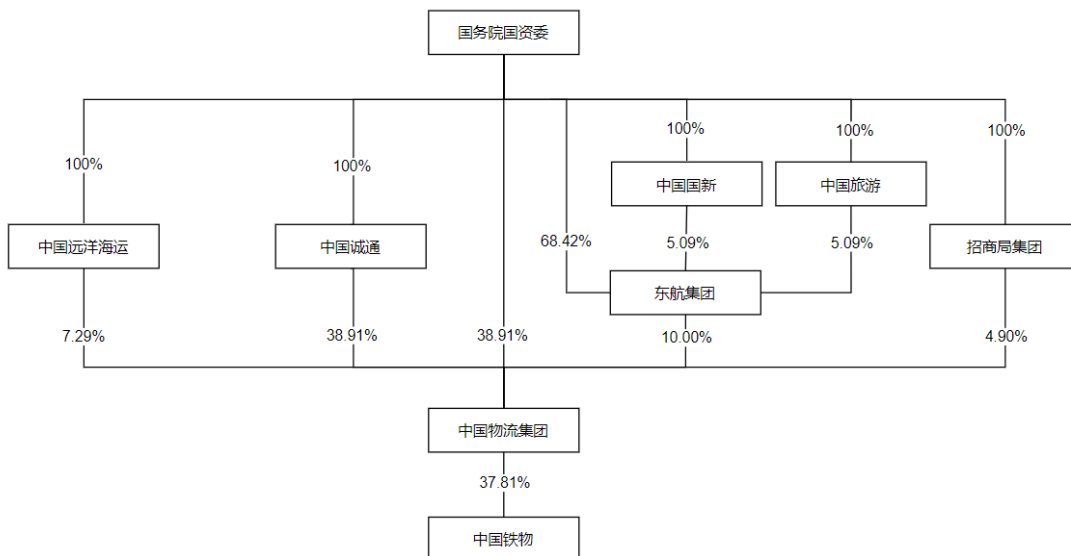 国务院国资委
100%
100%
100%
100%
100%
中国国新
中国旅游
中国远洋海运
中国诚通
68.42%
5.09%
5.09%
招商局集团
东航集团
7.29%
38.91%
38.91%
10.00%
4.90%
中国物流集团
37.81%
中国铁物